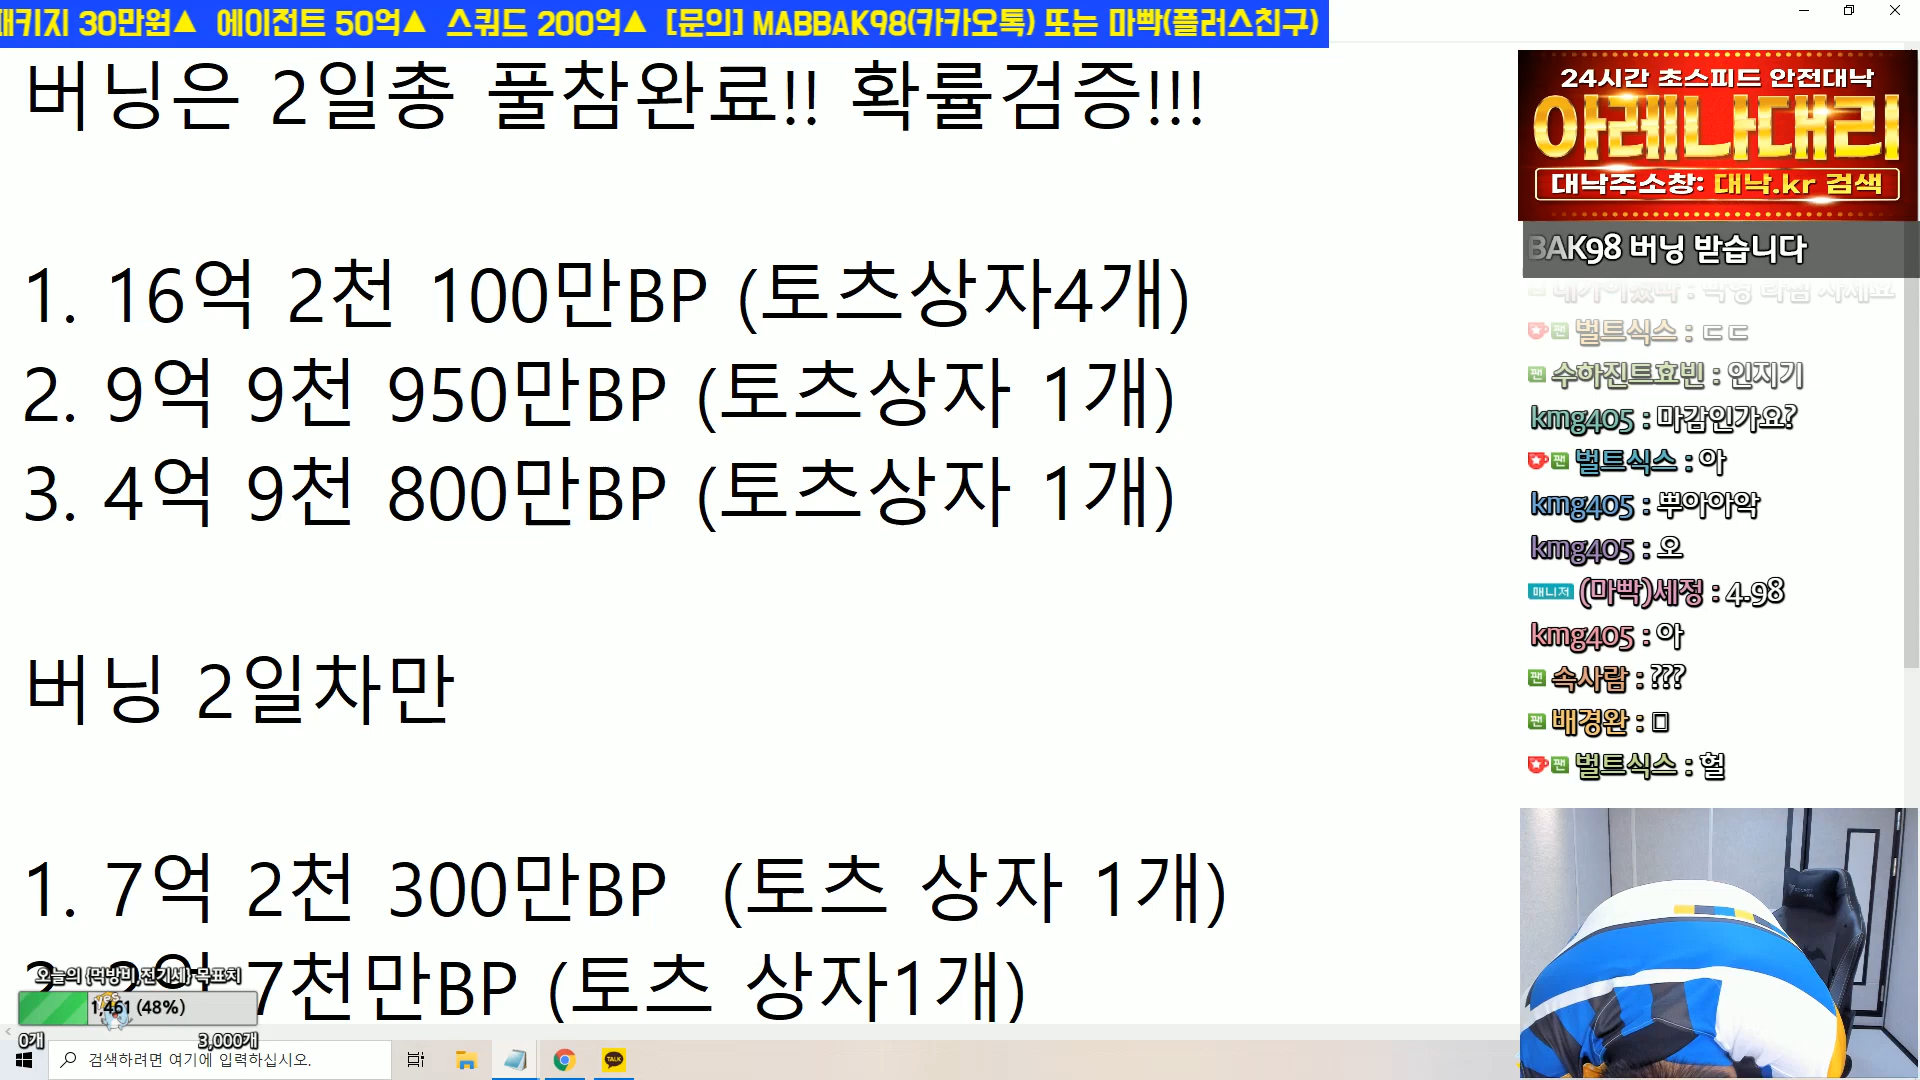 패키지 30만원▲ 에이전트 50억▲ 스쿼드 200억▲ [문의] MABBAK98(카카오톡) 또는 마빡(플러스친구)
버닝은 2일총 풀참완료!! 확률검증!!!
1. 16억 2천 100만BP (토츠상자4개)
2. 9억 9천 950만BP (토츠상자 1개)
3. 4억 9천 800만BP (토츠상자 1개)
버닝 2일차만
1. 7억 2천 300만BP (토츠 상자 1개)
7천만BP (토츠 상자1개)
오늘의 {먹방비,전기세} 목표치
1,461 (48%)
0개 3,000개
검색하려면 여기에 입력하십시오.
TALK
24시간 초스피드 안전대낙
아레나대리
대낙주소창: 대낙.kr 검색
BAK98 버닝 받습니다
팬 벌트식스 : ㄷㄷ
팬 수하진트효빈 : 인지기
kmg405 : 마감인가요?
팬 벌트식스 : 아
kmg405 : 뿌아아악
kmg405 : 오
매니저 (마빡)세정 : 4.98
kmg405 : 아
팬 속사람 : ???
팬 배경완 : □
팬 벌트식스 : 헐